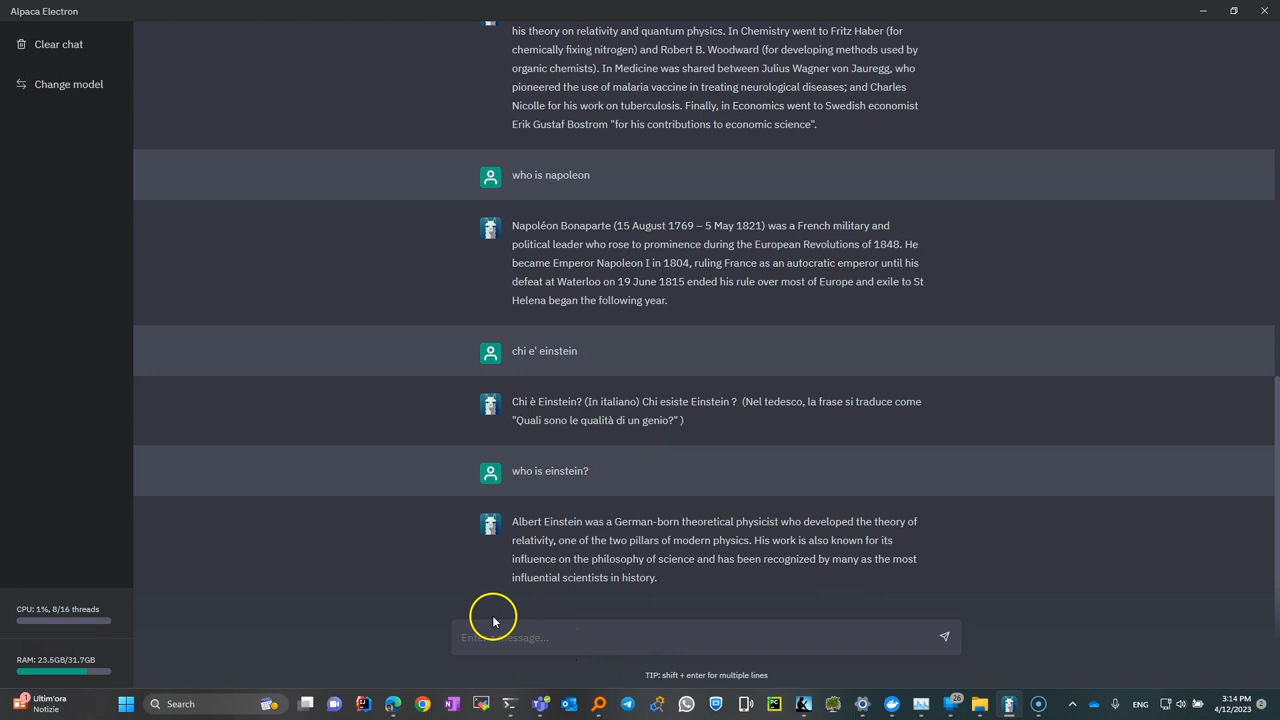 Alpaca Electron
Clear chat
Change model
his theory on relativity and quantum physics. In Chemistry went to Fritz Haber (for
chemically fixing nitrogen) and Robert B. Woodward (for developing methods used by
organic chemists). In Medicine was shared between Julius Wagner von Jauregg, who
pioneered the use of malaria vaccine in treating neurological diseases; and Charles
Nicolle for his work on tuberculosis. Finally, in Economics went to Swedish economist
Erik Gustaf Bostrom "for his contributions to economic science".
who is napoleon
Napoléon Bonaparte (15 August 1769 – 5 May 1821) was a French military and
political leader who rose to prominence during the European Revolutions of 1848. He
became Emperor Napoleon I in 1804, ruling France as an autocratic emperor until his
defeat at Waterloo on 19 June 1815 ended his rule over most of Europe and exile to St
Helena began the following year.
chi e' einstein
Chi è Einstein? (In italiano) Chi esiste Einstein ? (Nel tedesco, la frase si traduce come
"Quali sono le qualità di un genio?" )
who is einstein?
Albert Einstein was a German-born theoretical physicist who developed the theory of
relativity, one of the two pillars of modern physics. His work is also known for its
influence on the philosophy of science and has been recognized by many as the most
influential scientists in history.
CPU: 1%, 8/16 threads
Enter a message...
RAM: 23.5GB/31.7GB
TIP: shift + enter for multiple lines
1
Ultim'ora
Notizie
Search
26
ENG
3:14 PM
4/12/2023